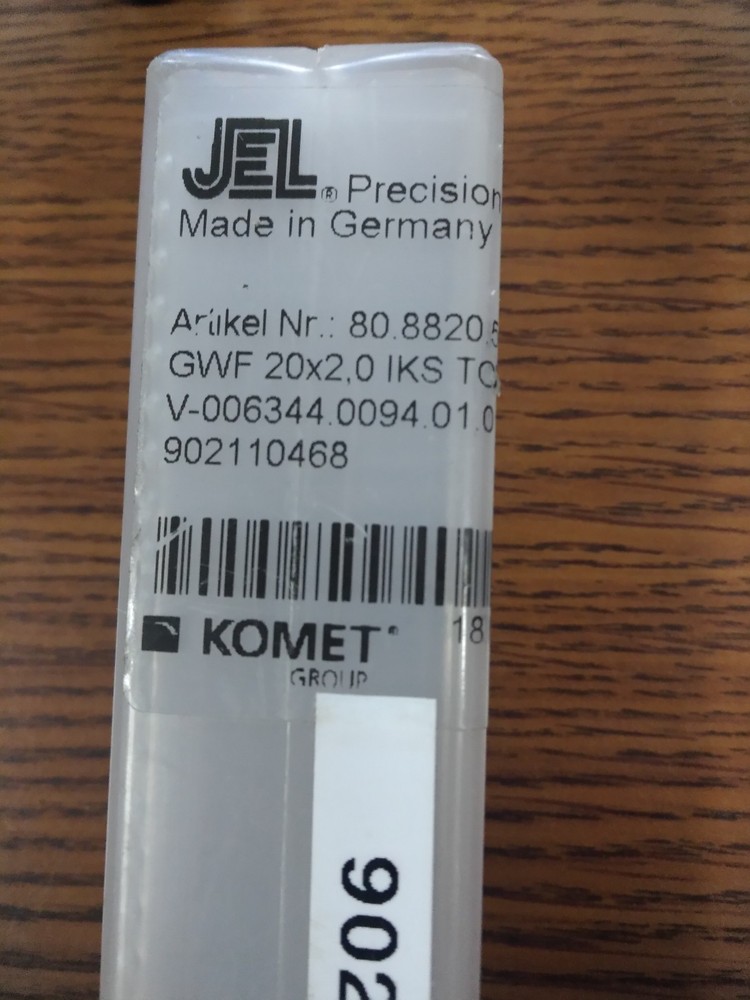 JEL® Precision
Made in Germany
Artikel Nr.: 80.8820.5
GWF 20x2,0 IKS TC
V-006344.0094.01.0
902110468
18
KOMET®
GROUP
902